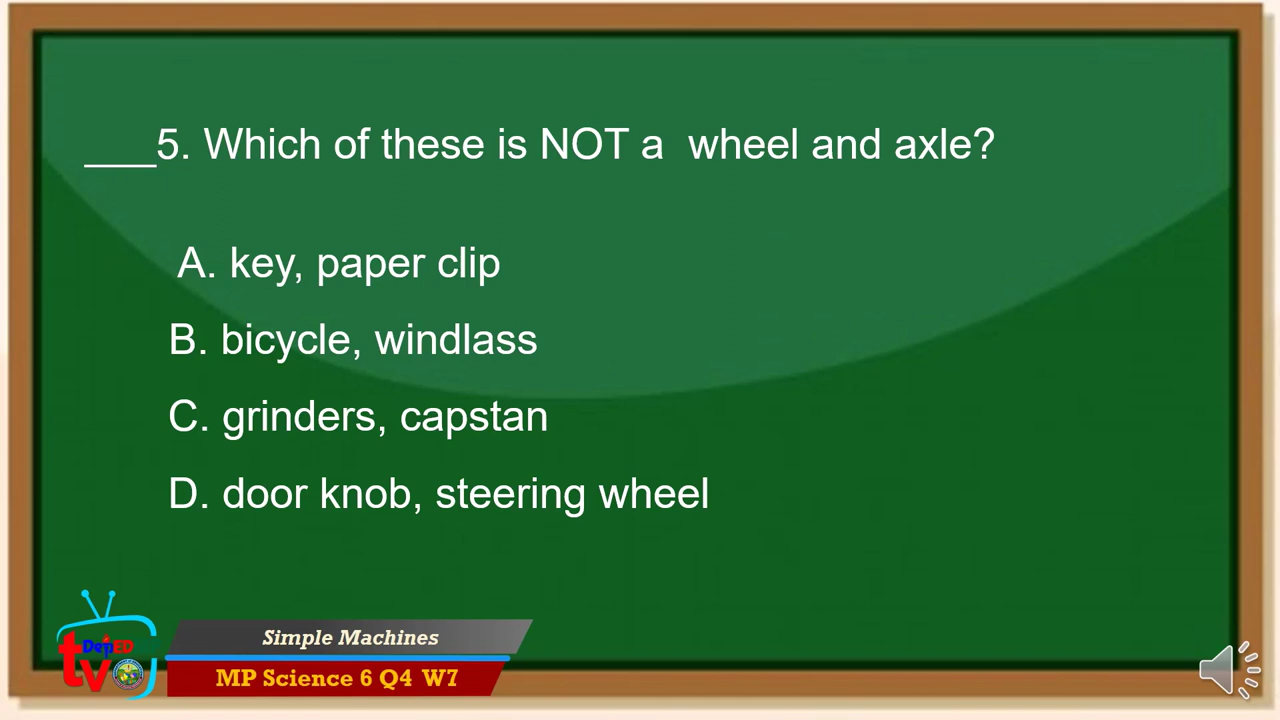 ___5. Which of these is NOT a  wheel and axle?
A. key, paper clip
B. bicycle, windlass
C. grinders, capstan
D. door knob, steering wheel
DepED
tv
Simple Machines
MP Science 6 Q4 W7